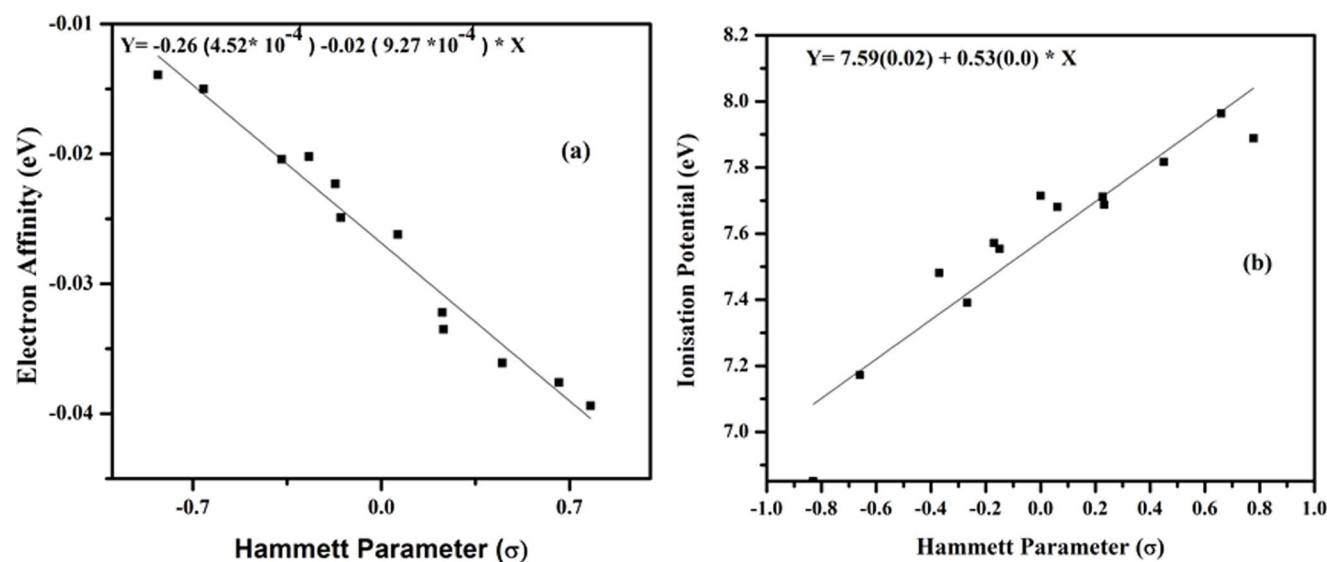 -0.01
Y= -0.26 (4.52* 10⁻⁴ ) -0.02 ( 9.27 *10⁻⁴ ) * X
(a)
-0.02
-0.03
-0.04
Electron Affinity (eV)
-0.7 0.0 0.7
Hammett Parameter (σ)
8.2
Y= 7.59(0.02) + 0.53(0.0) * X
8.0
7.8
7.6
7.4
7.2
7.0
Ionisation Potential (eV)
(b)
-1.0 -0.8 -0.6 -0.4 -0.2 0.0 0.2 0.4 0.6 0.8 1.0
Hammett Parameter (σ)